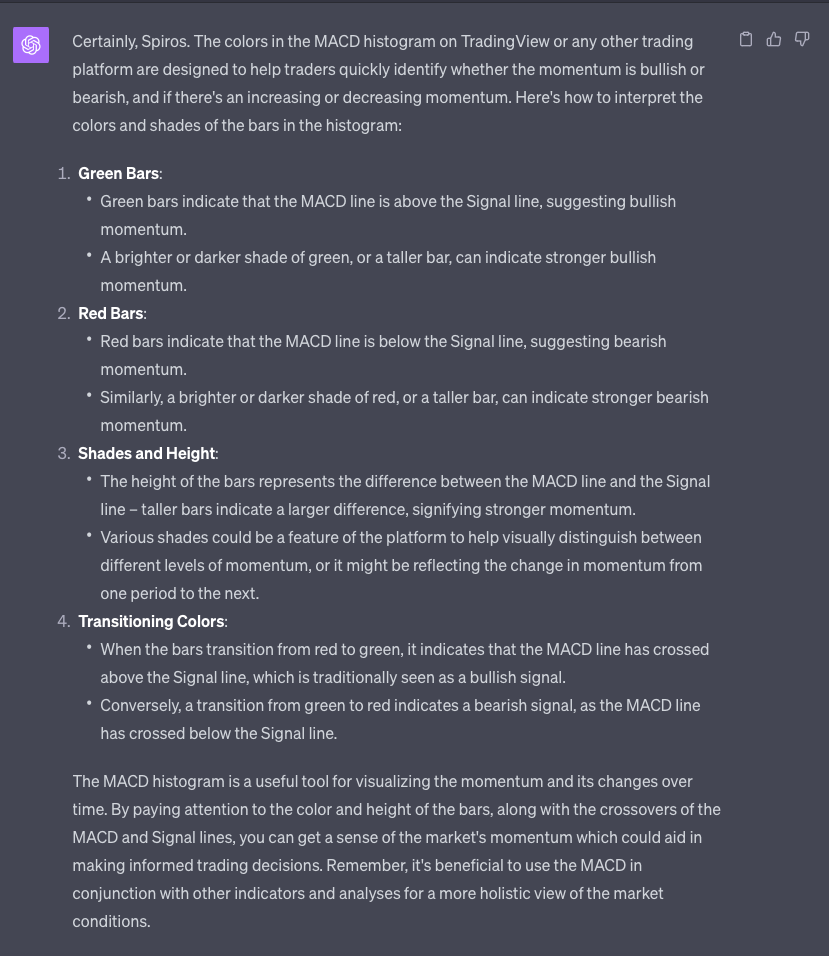 Certainly, Spiros. The colors in the MACD histogram on TradingView or any other trading
platform are designed to help traders quickly identify whether the momentum is bullish or
bearish, and if there's an increasing or decreasing momentum. Here's how to interpret the
colors and shades of the bars in the histogram:
1. Green Bars:
• Green bars indicate that the MACD line is above the Signal line, suggesting bullish
momentum.
• A brighter or darker shade of green, or a taller bar, can indicate stronger bullish
momentum.
2. Red Bars:
• Red bars indicate that the MACD line is below the Signal line, suggesting bearish
momentum.
• Similarly, a brighter or darker shade of red, or a taller bar, can indicate stronger bearish
momentum.
3. Shades and Height:
• The height of the bars represents the difference between the MACD line and the Signal
line – taller bars indicate a larger difference, signifying stronger momentum.
• Various shades could be a feature of the platform to help visually distinguish between
different levels of momentum, or it might be reflecting the change in momentum from
one period to the next.
4. Transitioning Colors:
• When the bars transition from red to green, it indicates that the MACD line has crossed
above the Signal line, which is traditionally seen as a bullish signal.
• Conversely, a transition from green to red indicates a bearish signal, as the MACD line
has crossed below the Signal line.
The MACD histogram is a useful tool for visualizing the momentum and its changes over
time. By paying attention to the color and height of the bars, along with the crossovers of the
MACD and Signal lines, you can get a sense of the market's momentum which could aid in
making informed trading decisions. Remember, it's beneficial to use the MACD in
conjunction with other indicators and analyses for a more holistic view of the market
conditions.